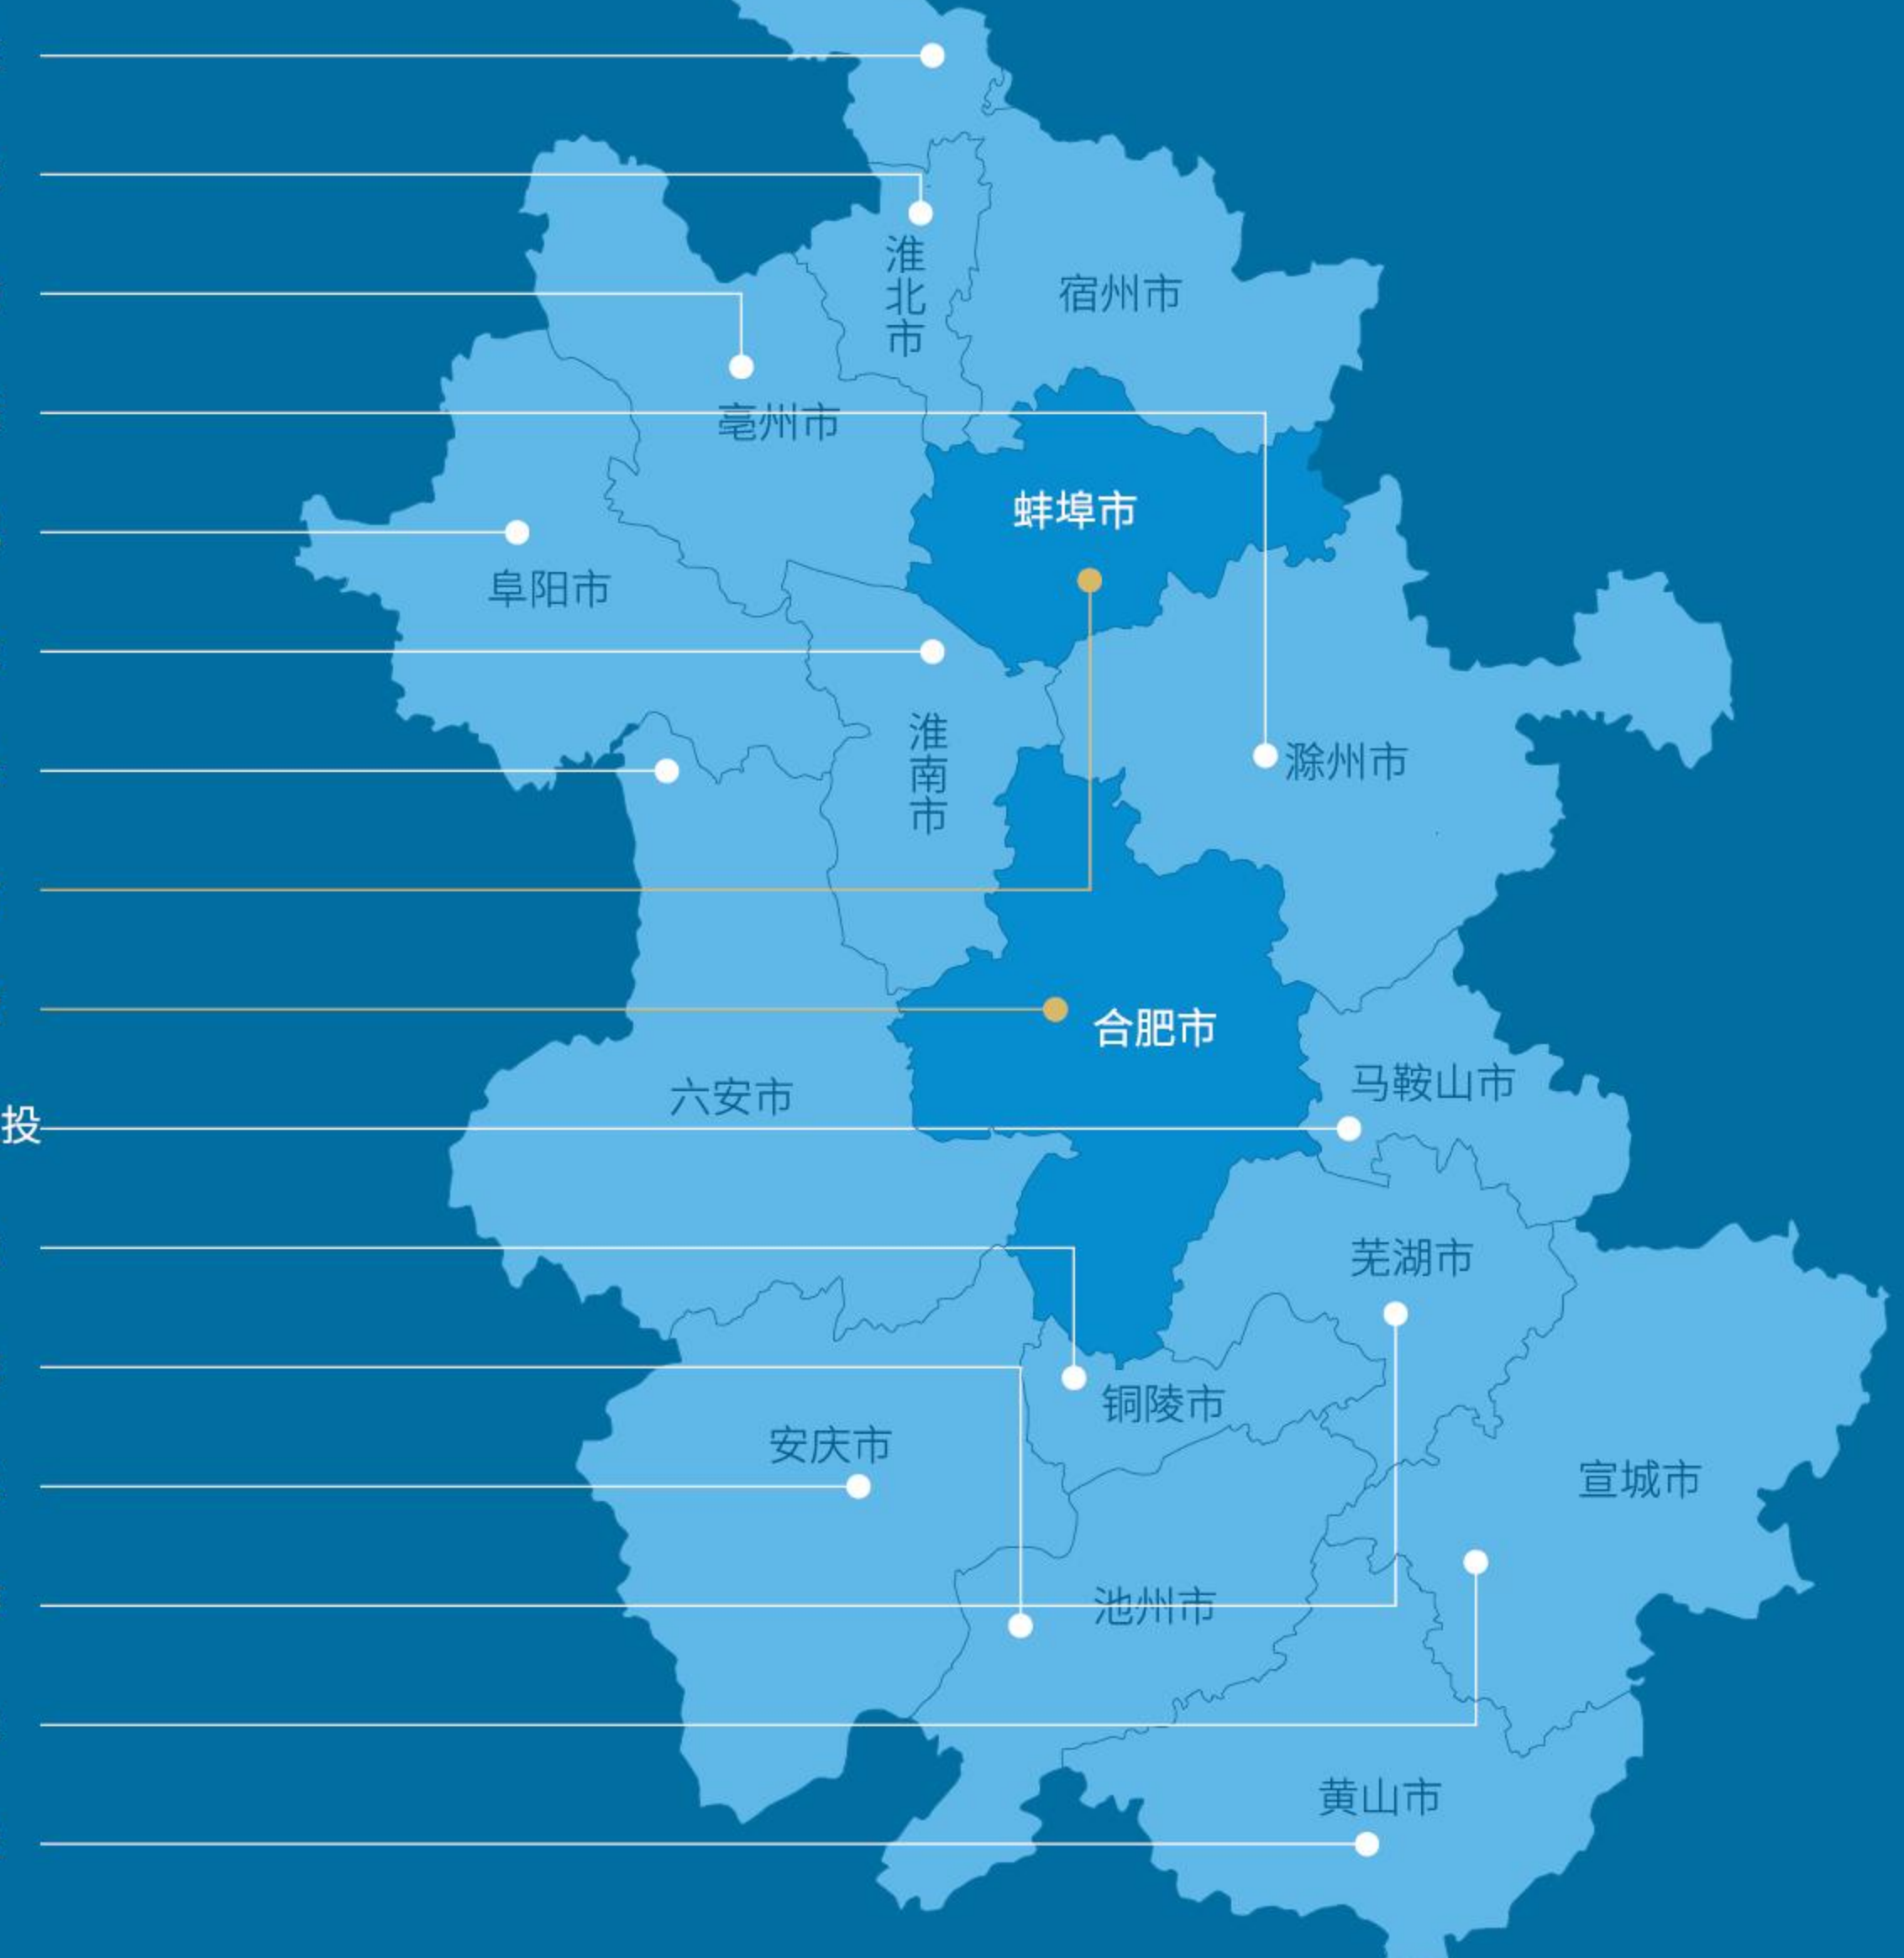 淮北市
宿州市
亳州市
蚌埠市
阜阳市
淮南市
滁州市
合肥市
马鞍山市
六安市
投
芜湖市
铜陵市
安庆市
宣城市
池州市
黄山市